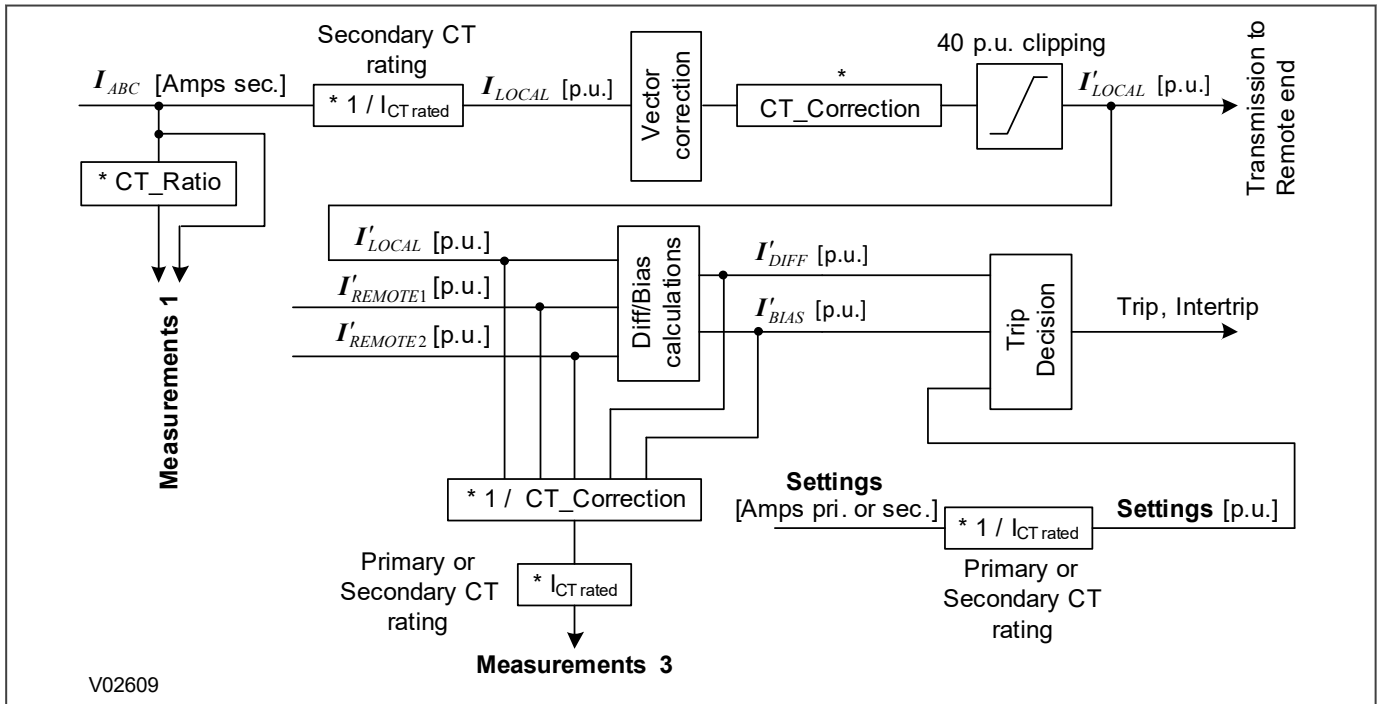 Secondary CT
rating
40 p.u. clipping
I_ABC [Amps sec.]
* 1 / I_CT rated
I_LOCAL [p.u.]
Vector
correction
*
CT_Correction
I′_LOCAL [p.u.]
Transmission to
Remote end
* CT_Ratio
Measurements 1
I′_LOCAL [p.u.]
I′_REMOTE1 [p.u.]
I′_REMOTE2 [p.u.]
Diff/Bias
calculations
I′_DIFF [p.u.]
I′_BIAS [p.u.]
Trip
Decision
Trip, Intertrip
* 1 / CT_Correction
Settings
[Amps pri. or sec.]
* 1 / I_CT rated
Settings [p.u.]
Primary or
Secondary CT
rating
Primary or
Secondary CT
rating
* I_CT rated
Measurements 3
V02609